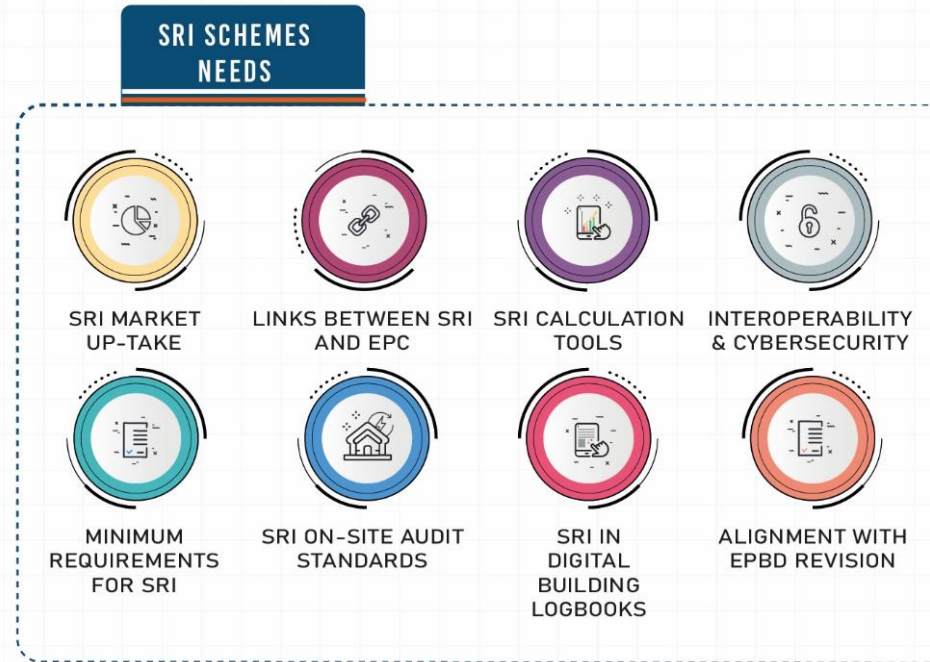 SRI SCHEMES
NEEDS
SRI MARKET
UP-TAKE
LINKS BETWEEN SRI
AND EPC
SRI CALCULATION
TOOLS
INTEROPERABILITY
& CYBERSECURITY
MINIMUM
REQUIREMENTS
FOR SRI
SRI ON-SITE AUDIT
STANDARDS
SRI IN
DIGITAL
BUILDING
LOGBOOKS
ALIGNMENT WITH
EPBD REVISION